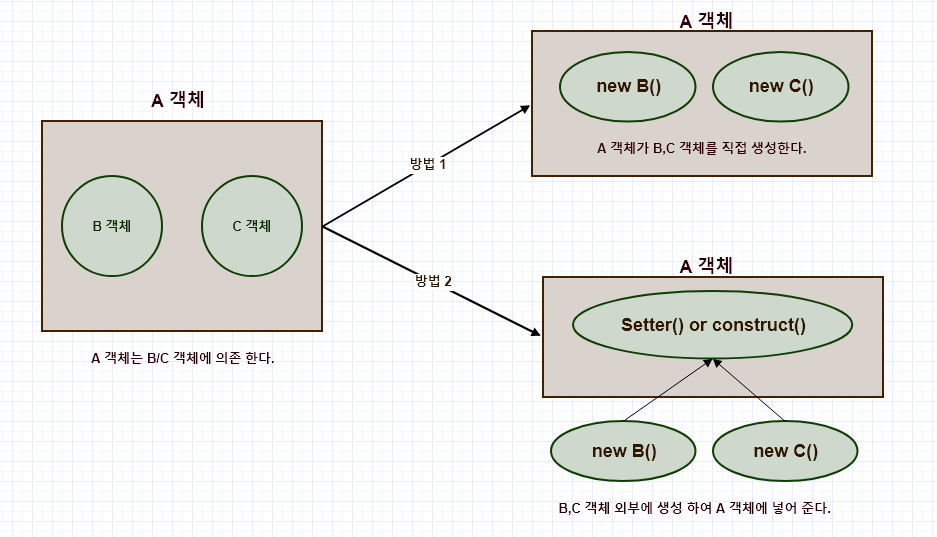 A 객체
B 객체
C 객체
A 객체는 B/C 객체에 의존 한다.
방법 1
A 객체
new B()
new C()
A 객체가 B,C 객체를 직접 생성한다.
방법 2
A 객체
Setter() or construct()
new B()
new C()
B,C 객체 외부에 생성 하여 A 객체에 넣어 준다.